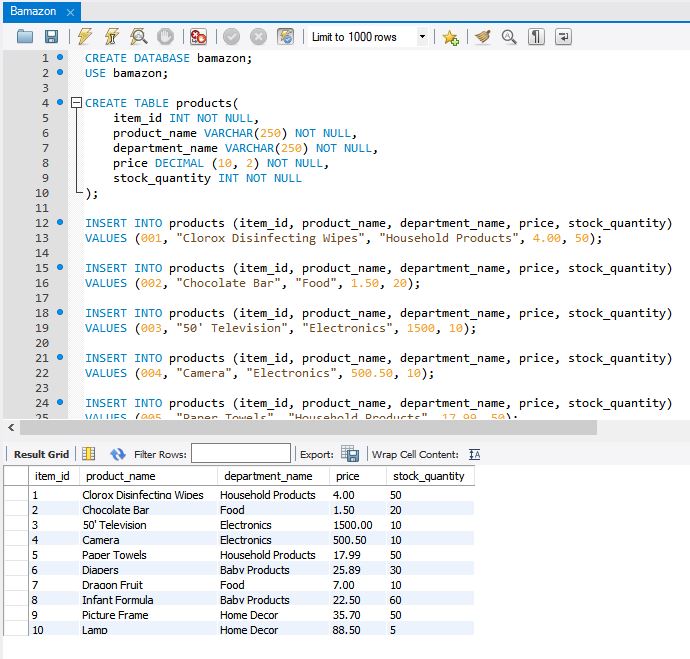 Bamazon
Limit to 1000 rows
1 CREATE DATABASE bamazon;
2 USE bamazon;
3
4 CREATE TABLE products(
5 item_id INT NOT NULL,
6 product_name VARCHAR(250) NOT NULL,
7 department_name VARCHAR(250) NOT NULL,
8 price DECIMAL (10, 2) NOT NULL,
9 stock_quantity INT NOT NULL
10 );
11
12 INSERT INTO products (item_id, product_name, department_name, price, stock_quantity)
13 VALUES (001, "Clorox Disinfecting Wipes", "Household Products", 4.00, 50);
14
15 INSERT INTO products (item_id, product_name, department_name, price, stock_quantity)
16 VALUES (002, "Chocolate Bar", "Food", 1.50, 20);
17
18 INSERT INTO products (item_id, product_name, department_name, price, stock_quantity)
19 VALUES (003, "50' Television", "Electronics", 1500, 10);
20
21 INSERT INTO products (item_id, product_name, department_name, price, stock_quantity)
22 VALUES (004, "Camera", "Electronics", 500.50, 10);
23
24 INSERT INTO products (item_id, product_name, department_name, price, stock_quantity)
25 VALUES (005, "Paper Towels", "Household Products", 17.99, 50);
Result Grid Filter Rows: Export: Wrap Cell Content:
item_id product_name department_name price stock_quantity
1 Clorox Disinfecting Wipes Household Products 4.00 50
2 Chocolate Bar Food 1.50 20
3 50' Television Electronics 1500.00 10
4 Camera Electronics 500.50 10
5 Paper Towels Household Products 17.99 50
6 Diapers Baby Products 25.89 30
7 Dragon Fruit Food 7.00 10
8 Infant Formula Baby Products 22.50 60
9 Picture Frame Home Decor 35.70 50
10 Lamp Home Decor 88.50 5